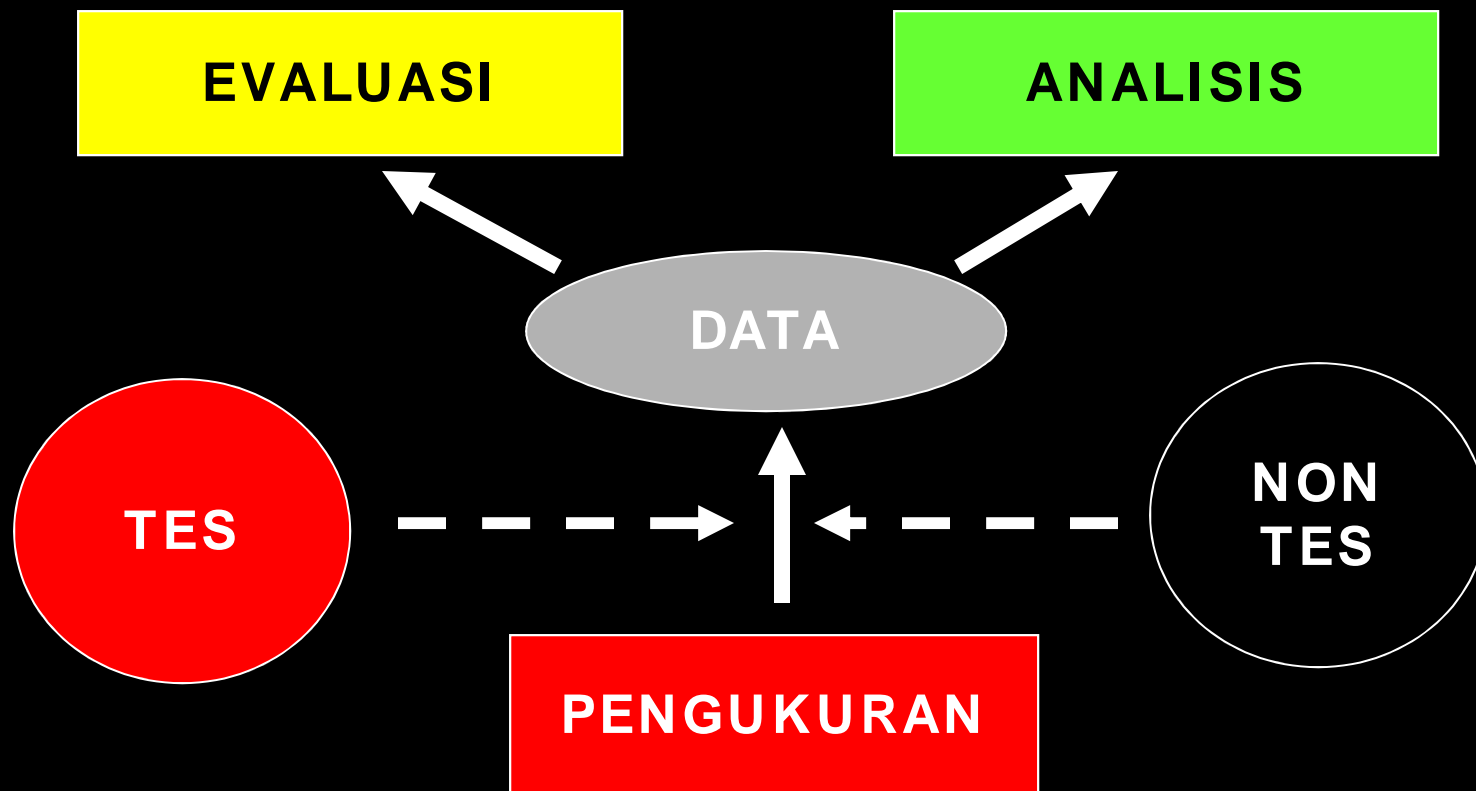 EVALUASI
ANALISIS
DATA
TES
NON
TES
PENGUKURAN